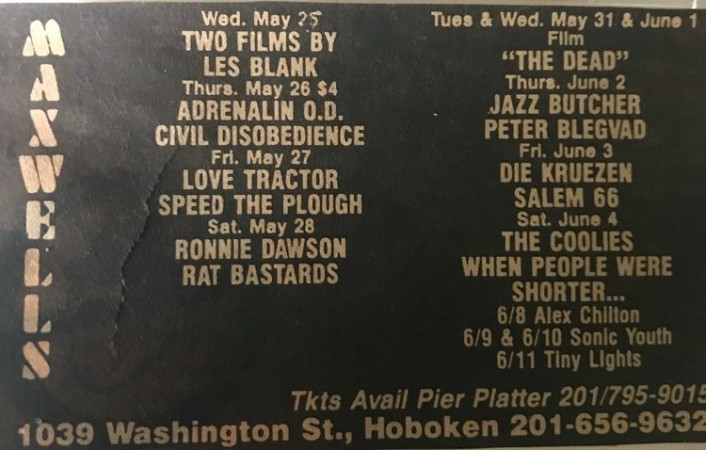 MAXWELLS
Wed. May 25
TWO FILMS BY
LES BLANK
Thurs. May 26 $4
ADRENALIN O.D.
CIVIL DISOBEDIENCE
Fri. May 27
LOVE TRACTOR
SPEED THE PLOUGH
Sat. May 28
RONNIE DAWSON
RAT BASTARDS
Tues & Wed. May 31 & June 1
Film
“THE DEAD”
Thurs. June 2
JAZZ BUTCHER
PETER BLEGVAD
Fri. June 3
DIE KRUEZEN
SALEM 66
Sat. June 4
THE COOLIES
WHEN PEOPLE WERE
SHORTER...
6/8 Alex Chilton
6/9 & 6/10 Sonic Youth
6/11 Tiny Lights
Tkts Avail Pier Platter 201/795-9015
1039 Washington St., Hoboken 201-656-9632